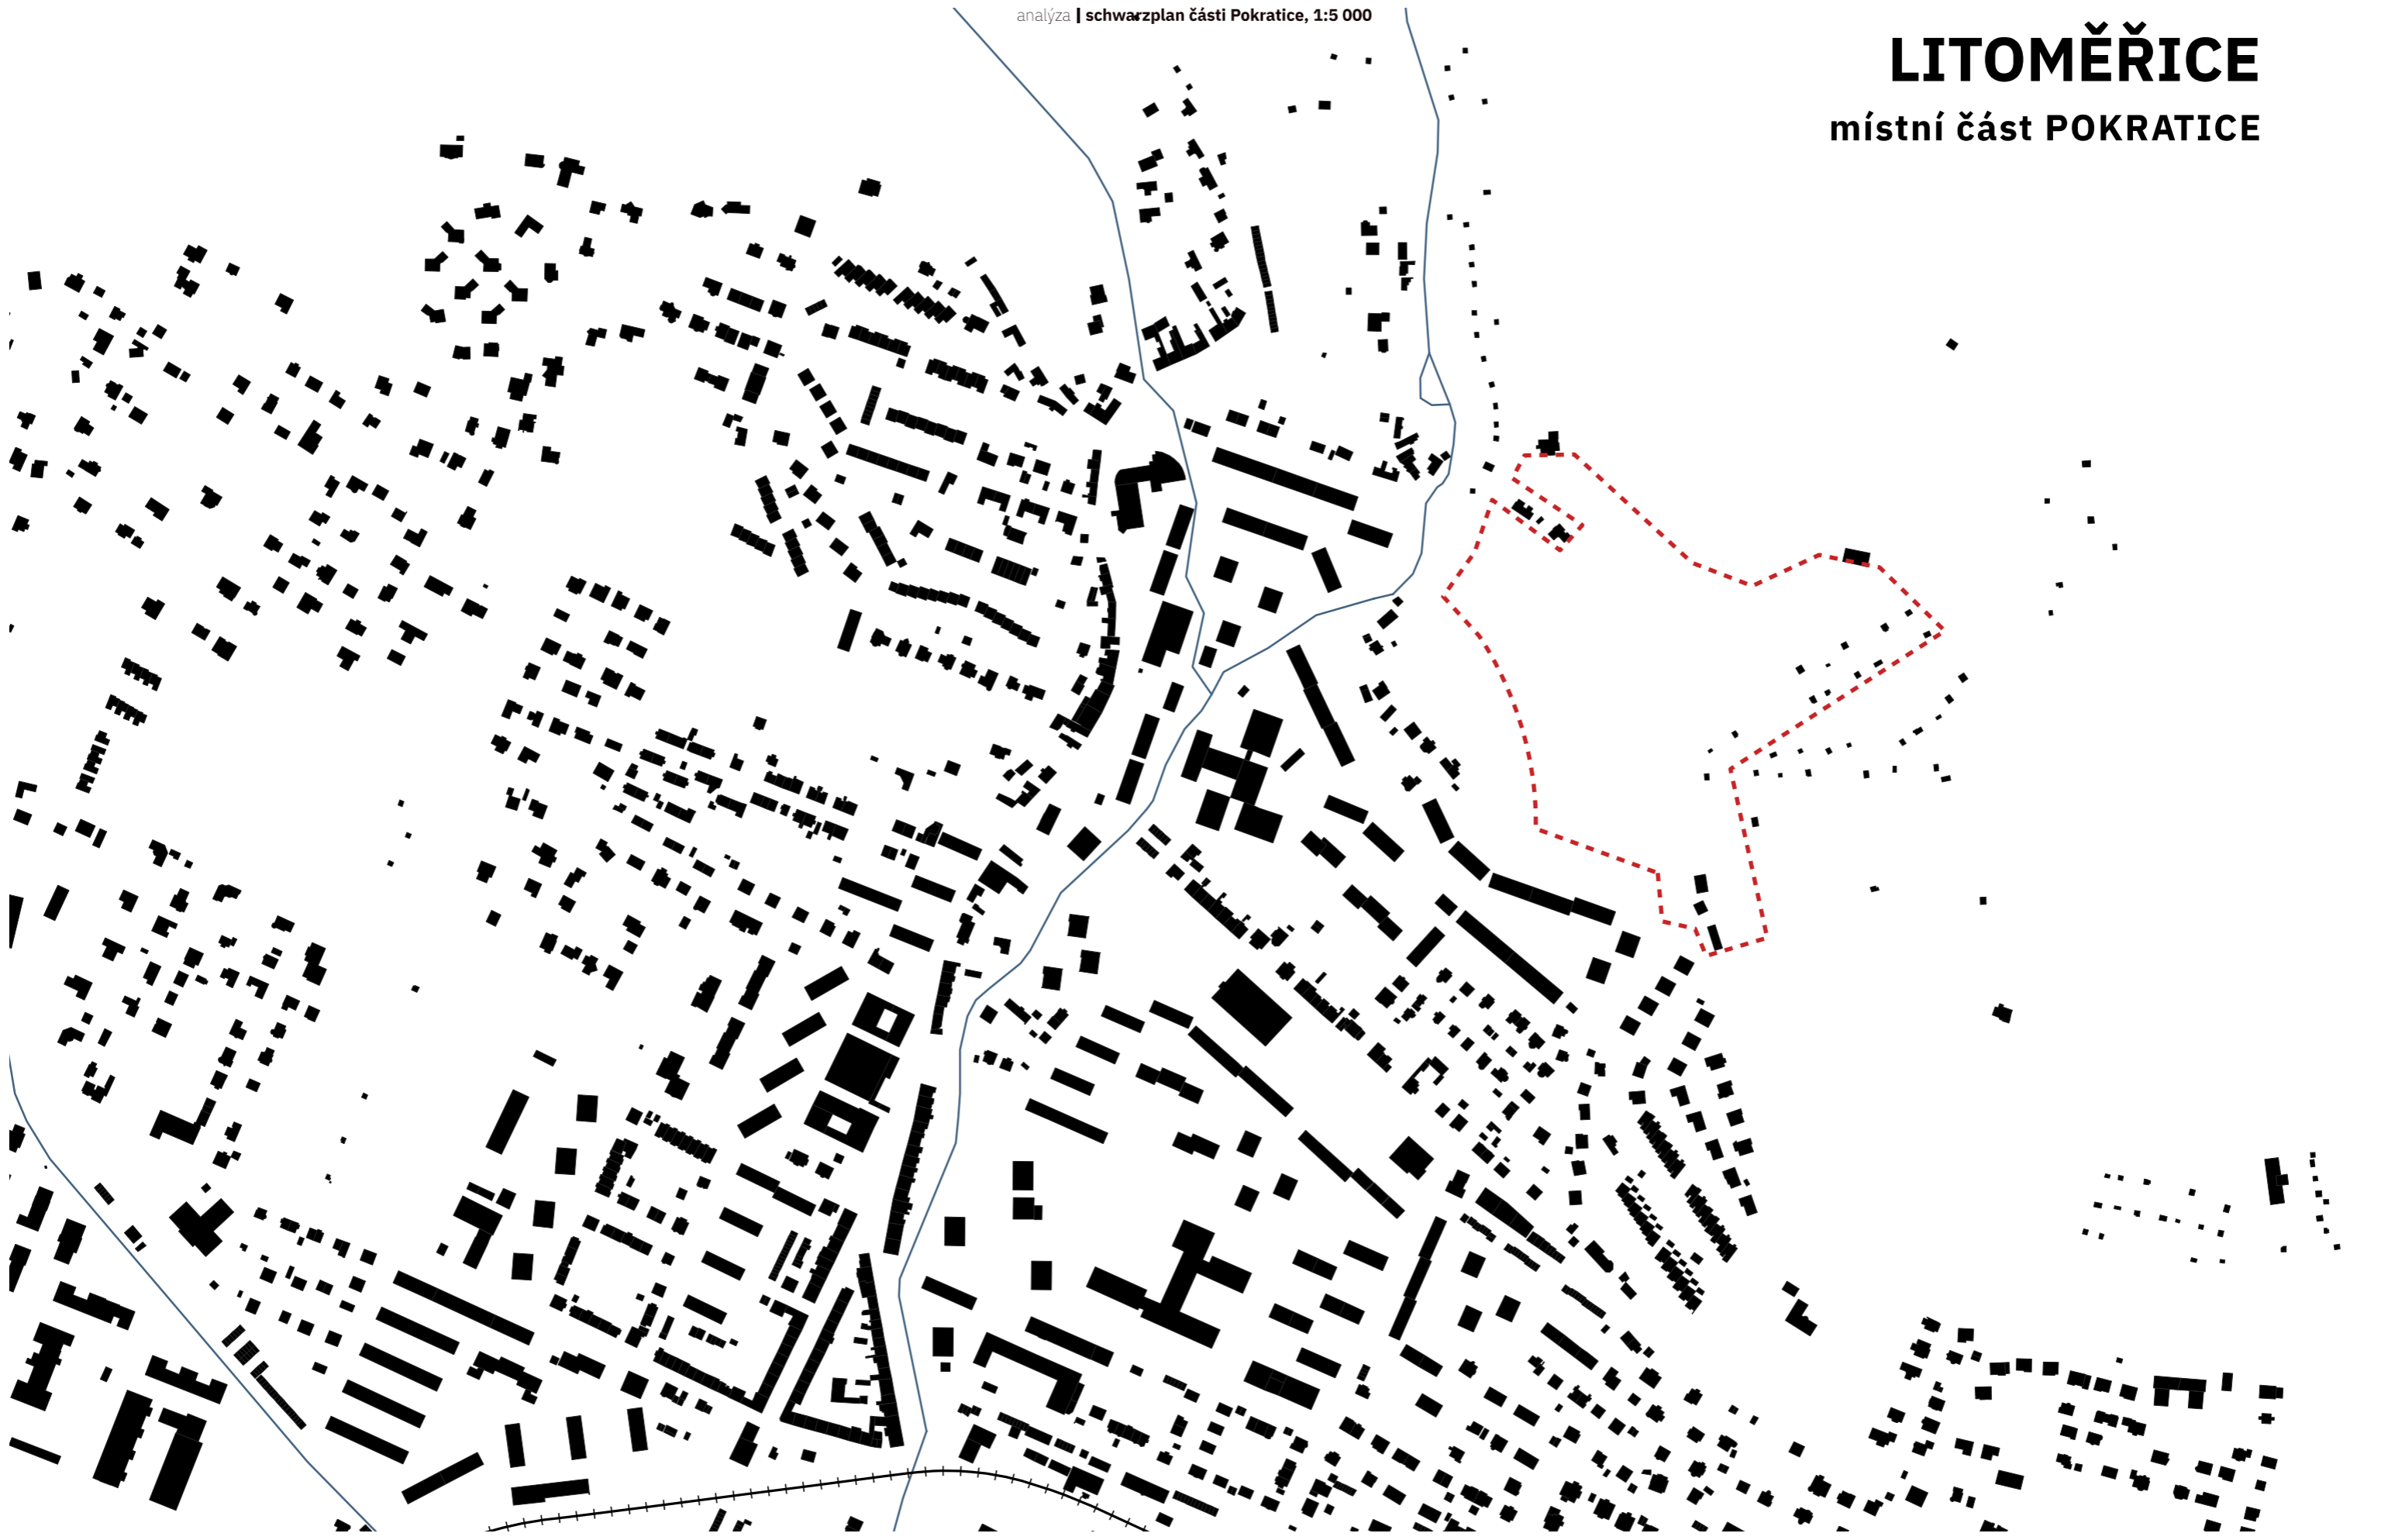 analýza | schwarzplan části Pokratice, 1:5 000
LITOMĚŘICE
místní část POKRATICE